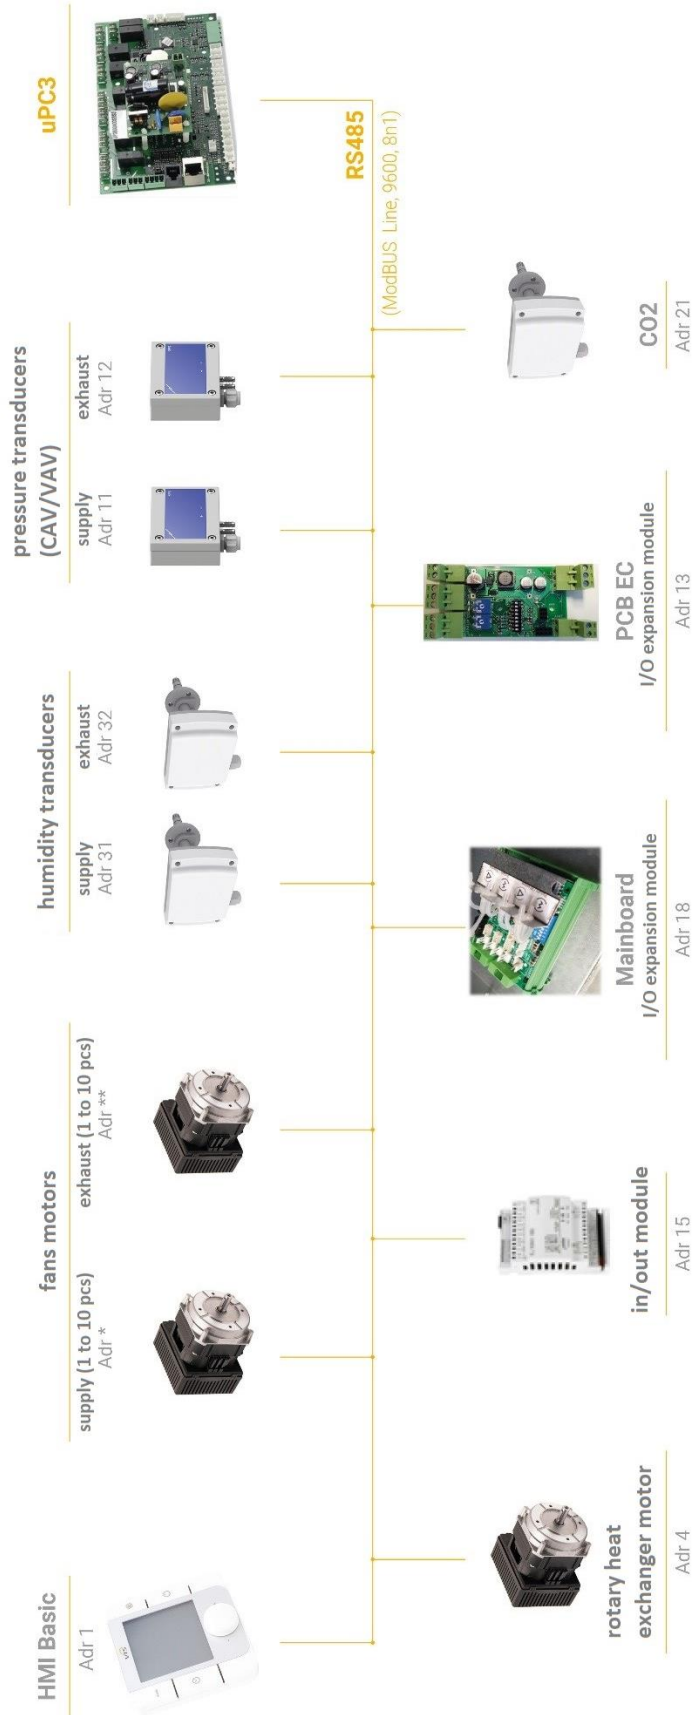 uPC3
RS485
(ModBUS Line, 9600, 8n1)
pressure transducers
(CAV/VAV)
exhaust
Adr 12
supply
Adr 11
humidity transducers
exhaust
Adr 32
supply
Adr 31
fans motors
exhaust (1 to 10 pcs)
Adr **
supply (1 to 10 pcs)
Adr *
HMI Basic
Adr 1
CO2
Adr 21
PCB EC
I/O expansion module
Adr 13
Mainboard
I/O expansion module
Adr 18
in/out module
Adr 15
rotary heat
exchanger motor
Adr 4